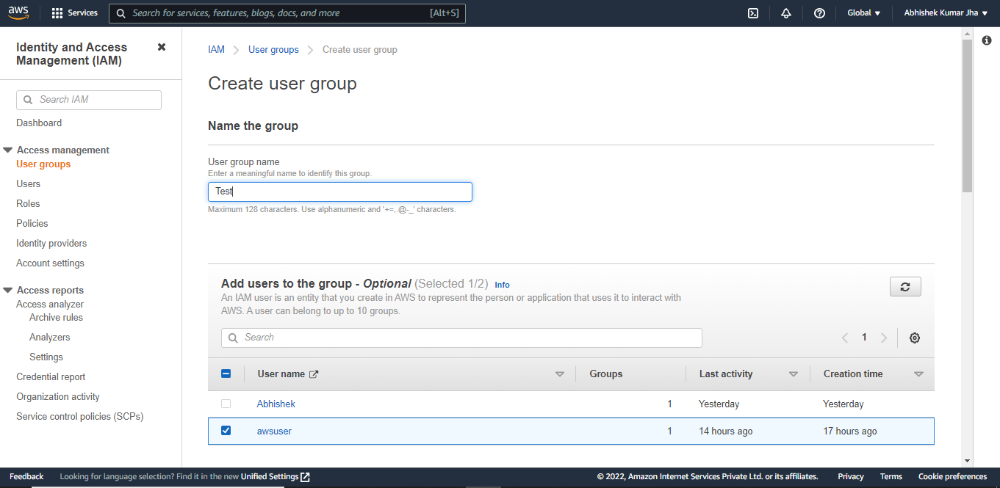 aws
Services
Search for services, features, blogs, docs, and more
[Alt+S]
Global
Abhishek Kumar Jha
Identity and Access
Management (IAM)
Search IAM
Dashboard
Access management
User groups
Users
Roles
Policies
Identity providers
Account settings
Access reports
Access analyzer
Archive rules
Analyzers
Settings
Credential report
Organization activity
Service control policies (SCPs)
IAM
User groups
Create user group
Create user group
Name the group
User group name
Enter a meaningful name to identify this group.
Test
Maximum 128 characters. Use alphanumeric and '+=,.@-_' characters.
Add users to the group - Optional (Selected 1/2) Info
An IAM user is an entity that you create in AWS to represent the person or application that uses it to interact with
AWS. A user can belong to up to 10 groups.
Search
1
User name Groups Last activity Creation time
Abhishek 1 Yesterday Yesterday
awsuser 1 14 hours ago 17 hours ago
Feedback
Looking for language selection? Find it in the new Unified Settings
© 2022, Amazon Internet Services Private Ltd. or its affiliates.
Privacy
Terms
Cookie preferences